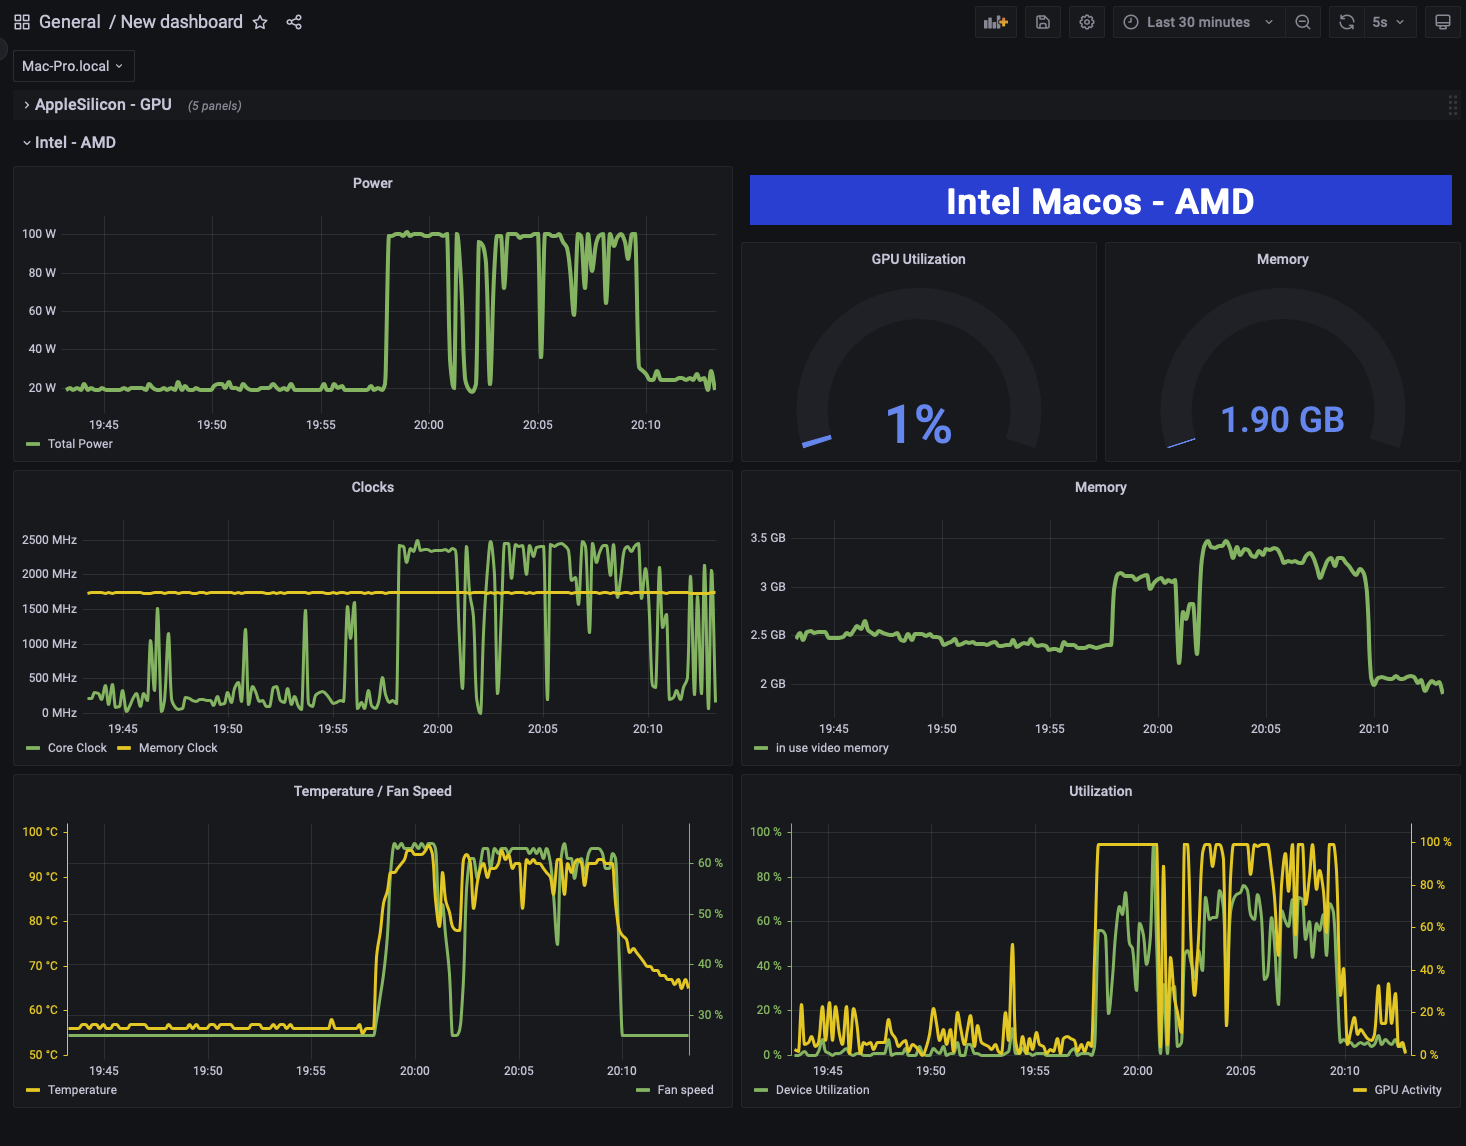 General / New dashboard
Last 30 minutes
5s
Mac-Pro.local
AppleSilicon - GPU (5 panels)
Intel - AMD
Power
100 W
80 W
60 W
40 W
20 W
19:45 19:50 19:55 20:00 20:05 20:10
Total Power
Intel Macos - AMD
GPU Utilization
1%
Memory
1.90 GB
Clocks
2500 MHz
2000 MHz
1500 MHz
1000 MHz
500 MHz
0 MHz
19:45 19:50 19:55 20:00 20:05 20:10
Core Clock Memory Clock
Memory
3.5 GB
3 GB
2.5 GB
2 GB
19:45 19:50 19:55 20:00 20:05 20:10
in use video memory
Temperature / Fan Speed
100 °C
90 °C
80 °C
70 °C
60 °C
50 °C
60 %
50 %
40 %
30 %
19:45 19:50 19:55 20:00 20:05 20:10
Temperature Fan speed
Utilization
100 %
80 %
60 %
40 %
20 %
0 %
100 %
80 %
60 %
40 %
20 %
0 %
19:45 19:50 19:55 20:00 20:05 20:10
Device Utilization GPU Activity